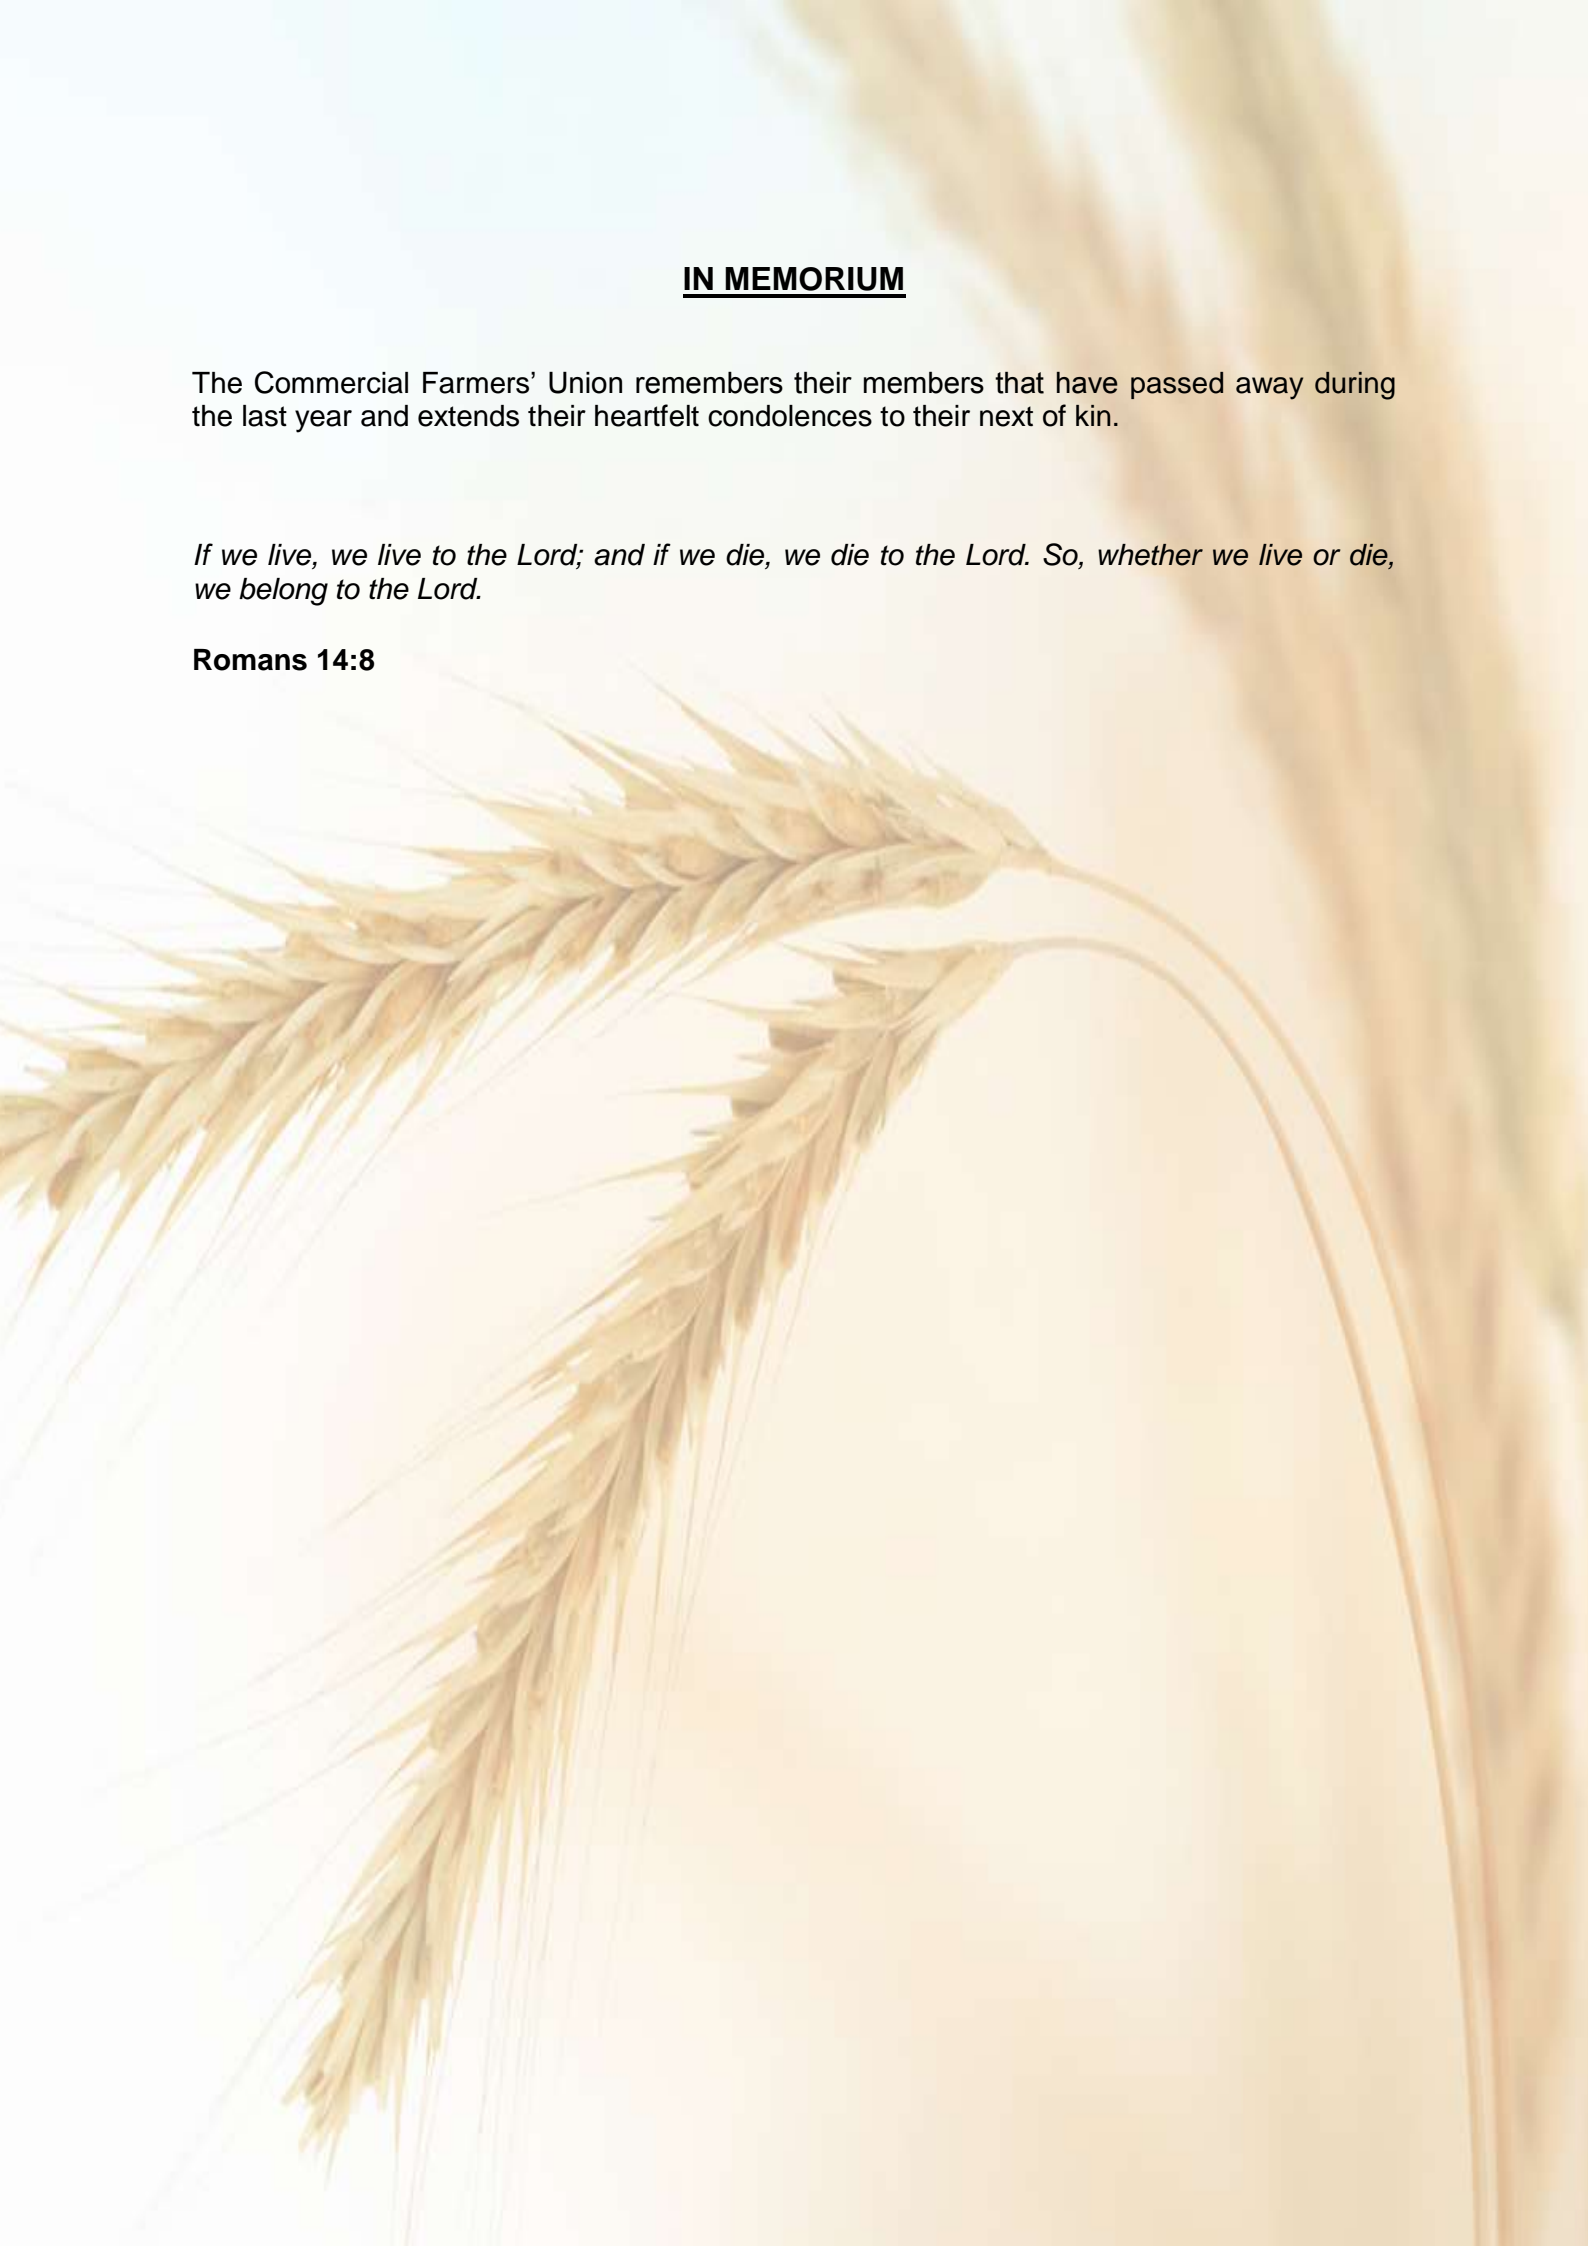 IN MEMORIUM
The Commercial Farmers’ Union remembers their members that have passed away during
the last year and extends their heartfelt condolences to their next of kin.
If we live, we live to the Lord; and if we die, we die to the Lord. So, whether we live or die,
we belong to the Lord.
Romans 14:8